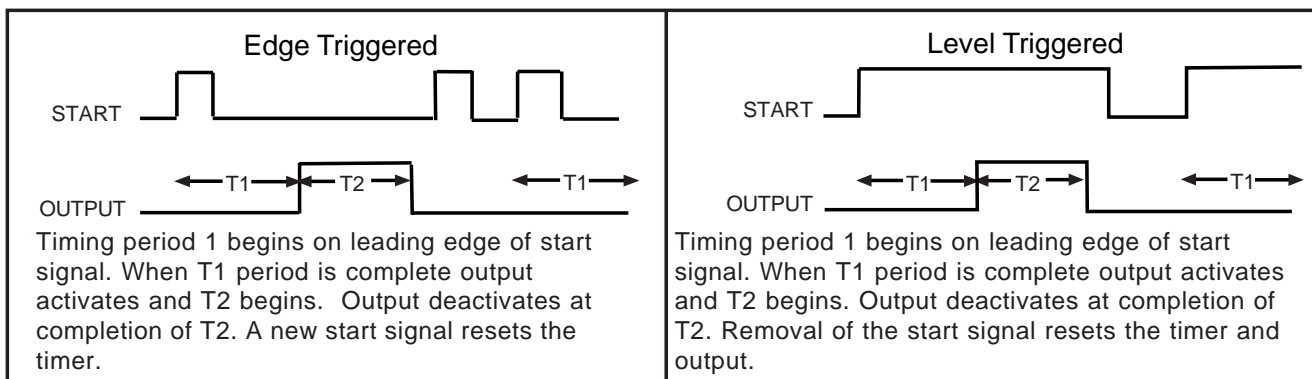 Edge Triggered
START
T1 T2 T1
OUTPUT
Timing period 1 begins on leading edge of start
signal. When T1 period is complete output
activates and T2 begins.  Output deactivates at
completion of T2. A new start signal resets the
timer.
Level Triggered
START
T1 T2 T1
OUTPUT
Timing period 1 begins on leading edge of start
signal. When T1 period is complete output activates
and T2 begins. Output deactivates at completion of
T2. Removal of the start signal resets the timer and
output.